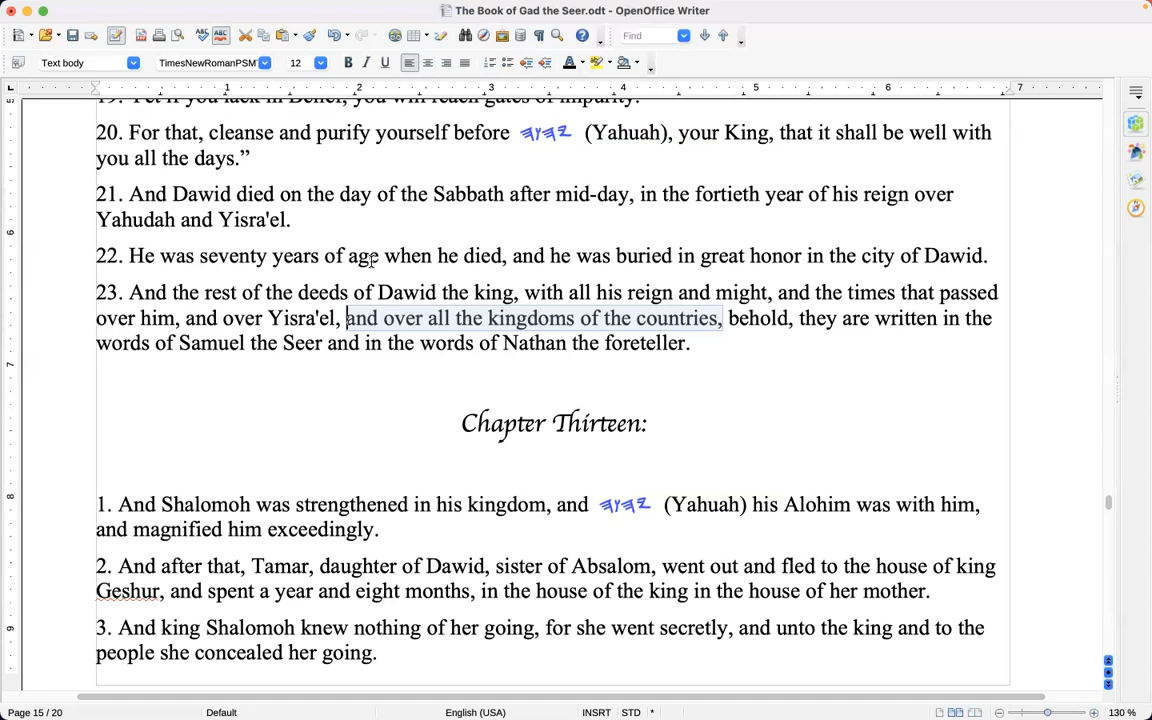 The Book of Gad the Seer.odt - OpenOffice Writer
Find
Text body
TimesNewRomanPSMT
12
1 2 3 4 5 6 7
20. For that, cleanse and purify yourself before 𐤉𐤄𐤅𐤄 (Yahuah), your King, that it shall be well with
you all the days.”
21. And Dawid died on the day of the Sabbath after mid-day, in the fortieth year of his reign over
Yahudah and Yisra'el.
22. He was seventy years of age when he died, and he was buried in great honor in the city of Dawid.
23. And the rest of the deeds of Dawid the king, with all his reign and might, and the times that passed
over him, and over Yisra'el, and over all the kingdoms of the countries, behold, they are written in the
words of Samuel the Seer and in the words of Nathan the foreteller.
Chapter Thirteen:
1. And Shalomoh was strengthened in his kingdom, and 𐤉𐤄𐤅𐤄 (Yahuah) his Alohim was with him,
and magnified him exceedingly.
2. And after that, Tamar, daughter of Dawid, sister of Absalom, went out and fled to the house of king
Geshur, and spent a year and eight months, in the house of the king in the house of her mother.
3. And king Shalomoh knew nothing of her going, for she went secretly, and unto the king and to the
people she concealed her going.
Page 15 / 20
Default
English (USA)
INSRT
STD
*
130 %